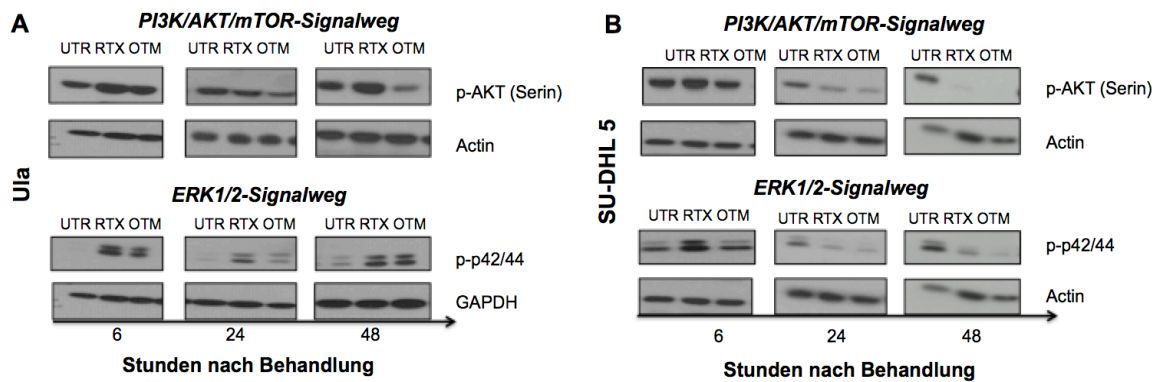 A
PI3K/AKT/mTOR-Signalweg
UTR RTX OTM
UTR RTX OTM
UTR RTX OTM
p-AKT (Serin)
Actin
Ula
ERK1/2-Signalweg
UTR RTX OTM
UTR RTX OTM
UTR RTX OTM
p-p42/44
GAPDH
6 24 48
Stunden nach Behandlung
B
PI3K/AKT/mTOR-Signalweg
UTR RTX OTM
UTR RTX OTM
UTR RTX OTM
p-AKT (Serin)
Actin
SU-DHL 5
ERK1/2-Signalweg
UTR RTX OTM
UTR RTX OTM
UTR RTX OTM
p-p42/44
Actin
6 24 48
Stunden nach Behandlung